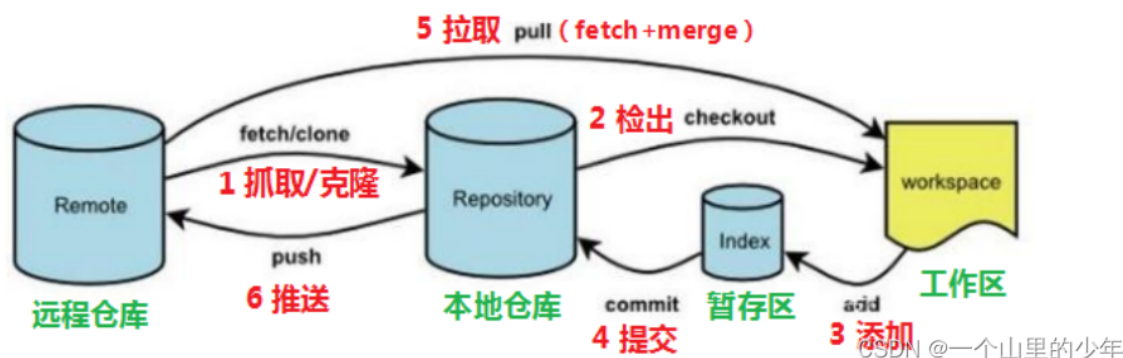 5 拉取 pull（fetch+merge）
fetch/clone
1 抓取/克隆
2 检出 checkout
Remote
Repository
workspace
Index
push
6 推送
commit
4 提交
add
3 添加
远程仓库
本地仓库
暂存区
工作区
CSDN @一个山里的少年